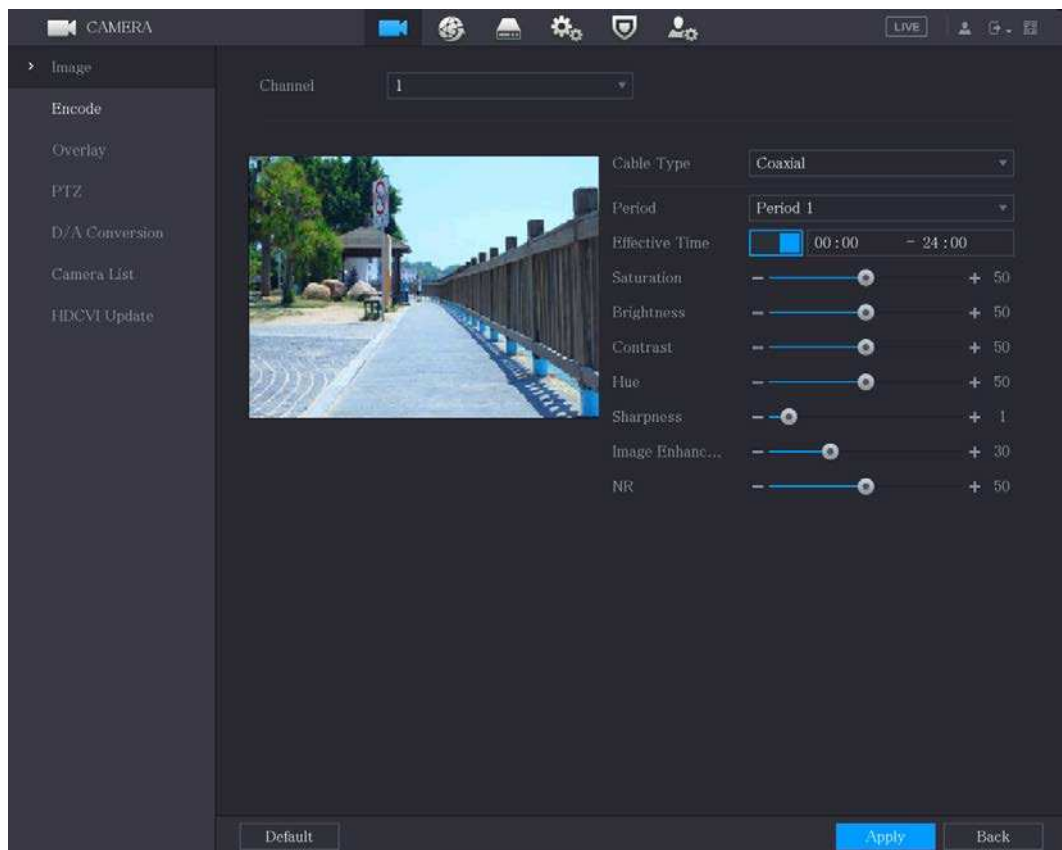 CAMERA
LIVE
Image
Encode
Overlay
PTZ
D/A Conversion
Camera List
HDCVI Update
Channel 1
Cable Type Coaxial
Period Period 1
Effective Time 00:00 - 24:00
Saturation 50
Brightness 50
Contrast 50
Hue 50
Sharpness 1
Image Enhanc... 30
NR 50
Default
Apply
Back